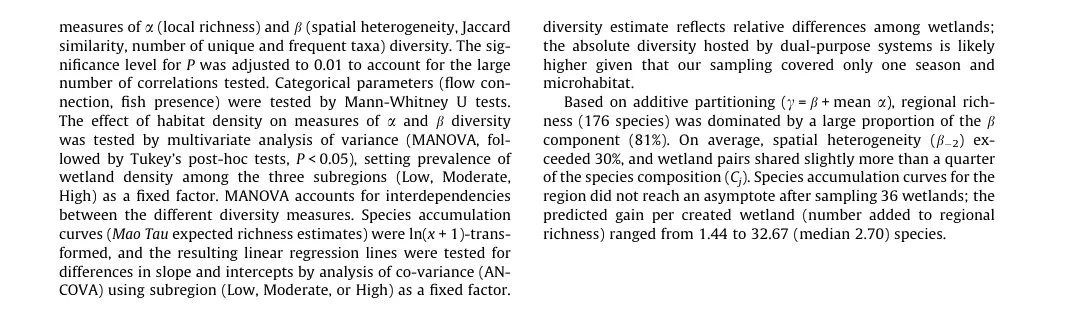 measures of α (local richness) and β (spatial heterogeneity, Jaccard
similarity, number of unique and frequent taxa) diversity. The sig-
nificance level for P was adjusted to 0.01 to account for the large
number of correlations tested. Categorical parameters (flow con-
nection, fish presence) were tested by Mann-Whitney U tests.
The effect of habitat density on measures of α and β diversity
was tested by multivariate analysis of variance (MANOVA, fol-
lowed by Tukey's post-hoc tests, P < 0.05), setting prevalence of
wetland density among the three subregions (Low, Moderate,
High) as a fixed factor. MANOVA accounts for interdependencies
between the different diversity measures. Species accumulation
curves (Mao Tau expected richness estimates) were ln(x + 1)-trans-
formed, and the resulting linear regression lines were tested for
differences in slope and intercepts by analysis of co-variance (AN-
COVA) using subregion (Low, Moderate, or High) as a fixed factor.
diversity estimate reflects relative differences among wetlands;
the absolute diversity hosted by dual-purpose systems is likely
higher given that our sampling covered only one season and
microhabitat.
Based on additive partitioning (γ = β + mean α), regional rich-
ness (176 species) was dominated by a large proportion of the β
component (81%). On average, spatial heterogeneity (β−2) ex-
ceeded 30%, and wetland pairs shared slightly more than a quarter
of the species composition (Cj). Species accumulation curves for the
region did not reach an asymptote after sampling 36 wetlands; the
predicted gain per created wetland (number added to regional
richness) ranged from 1.44 to 32.67 (median 2.70) species.